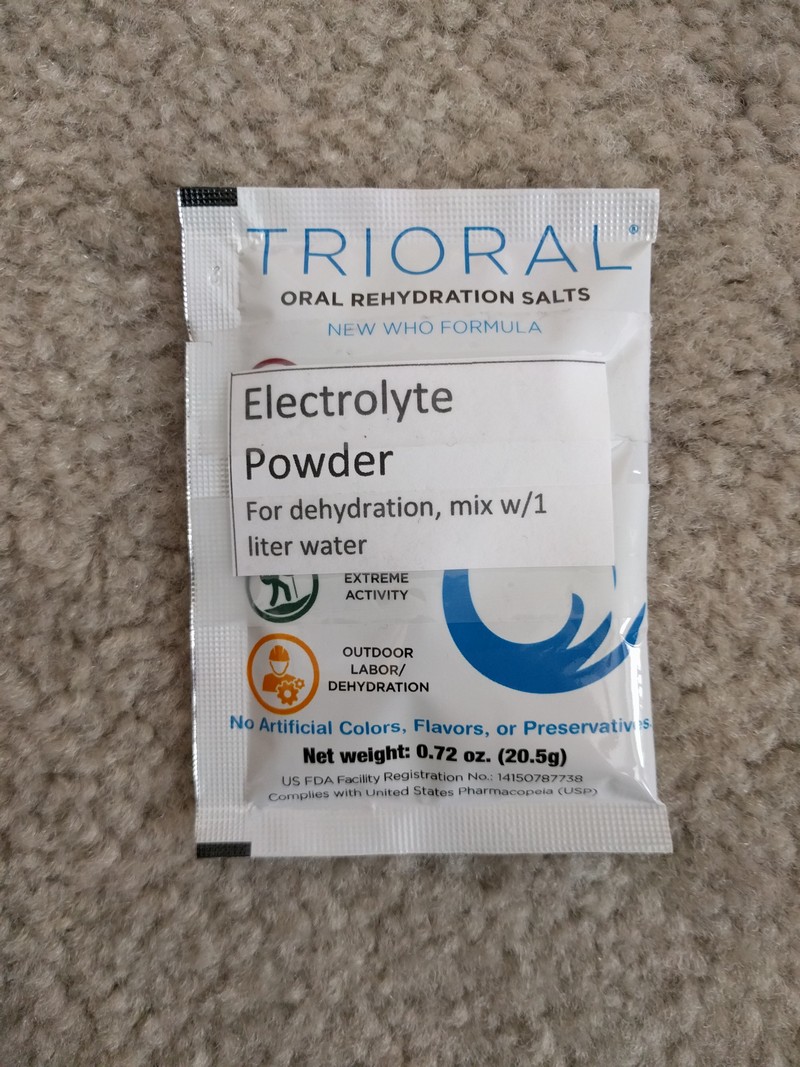 TRIORAL®
ORAL REHYDRATION SALTS
NEW WHO FORMULA
Electrolyte
Powder
For dehydration, mix w/1
liter water
EXTREME
ACTIVITY
OUTDOOR
LABOR/
DEHYDRATION
No Artificial Colors, Flavors, or Preservatives
Net weight: 0.72 oz. (20.5g)
US FDA Facility Registration No.: 14150787738
Complies with United States Pharmacopeia (USP)